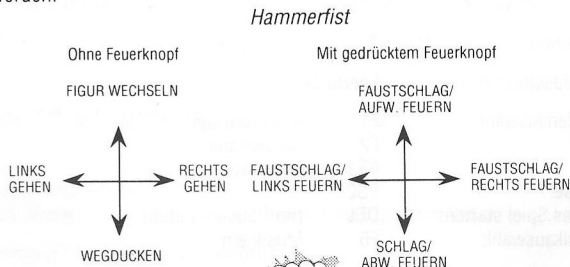 Hammerfist
Ohne Feuerknopf
FIGUR WECHSELN
LINKS
GEHEN
RECHTS
GEHEN
WEGDUCKEN
Mit gedrücktem Feuerknopf
FAUSTSCHLAG/
AUFW. FEUERN
FAUSTSCHLAG/
LINKS FEUERN
FAUSTSCHLAG/
RECHTS FEUERN
SCHLAG/
ABW. FEUERN